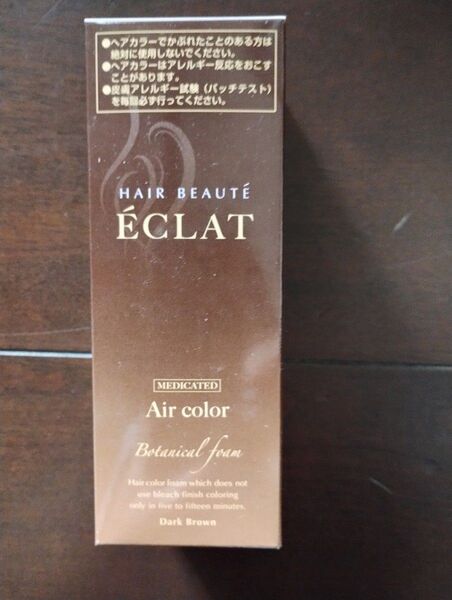 ●ヘアカラーでかぶれたことのある方は
絶対に使用しないでください。
●ヘアカラーはアレルギー反応をおこす
ことがあります。
●皮膚アレルギー試験（パッチテスト）
を毎回必ず行ってください。
HAIR BEAUTÉ
ÉCLAT
MEDICATED
Air color
Botanical foam
Hair color foam which does not
use bleach finish coloring
only in five to fifteen minutes.
Dark Brown